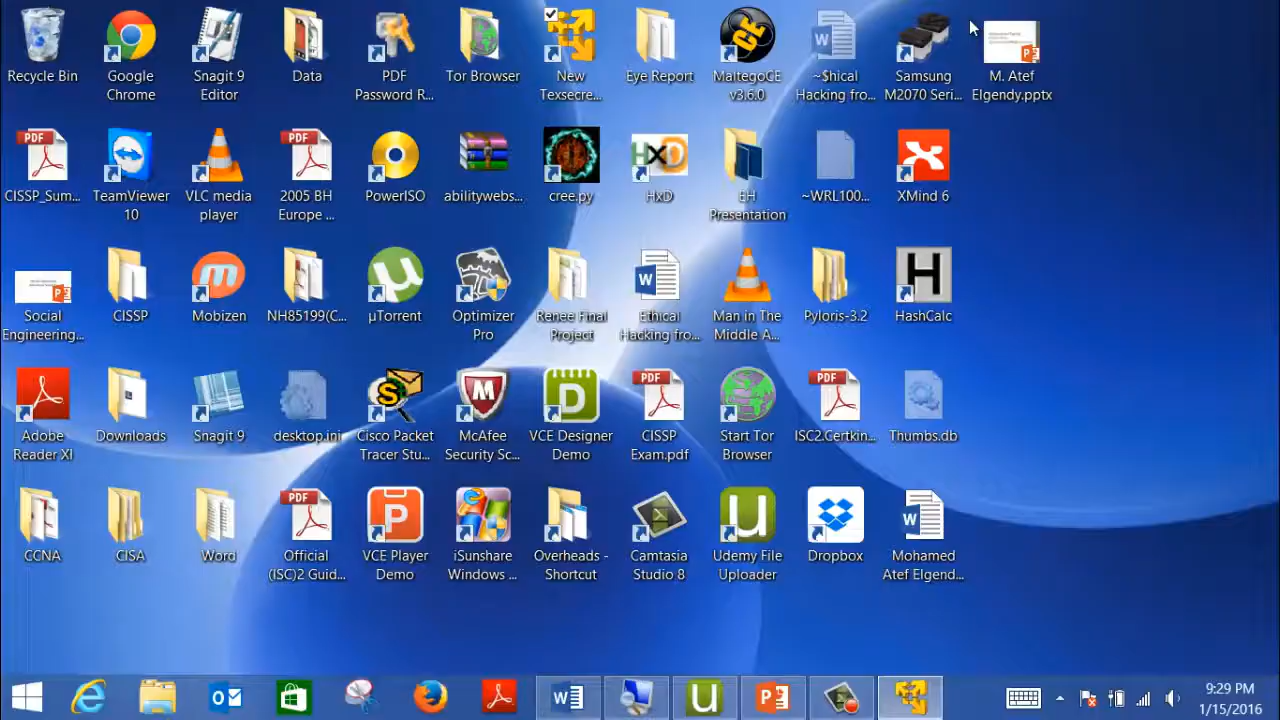 Recycle Bin
Google
Chrome
Snagit 9
Editor
Data
PDF
Password R...
Tor Browser
New
Texsecre...
Eye Report
MaltegoCE
v3.6.0
~$hical
Hacking fro...
Samsung
M2070 Seri...
M. Atef
Elgendy.pptx
CISSP_Sum...
TeamViewer
10
VLC media
player
2005 BH
Europe ...
PowerISO
abilitywebs...
cree.py
HxD
EH
Presentation
~WRL100...
XMind 6
Social
Engineering...
CISSP
Mobizen
NH85199(C...
µTorrent
Optimizer
Pro
Renee Final
Project
Ethical
Hacking fro...
Man in The
Middle A...
Pyloris-3.2
HashCalc
Adobe
Reader XI
Downloads
Snagit 9
desktop.ini
Cisco Packet
Tracer Stu...
McAfee
Security Sc...
VCE Designer
Demo
CISSP
Exam.pdf
Start Tor
Browser
ISC2.Certkin...
Thumbs.db
CCNA
CISA
Word
Official
(ISC)2 Guid...
VCE Player
Demo
iSunshare
Windows ...
Overheads -
Shortcut
Camtasia
Studio 8
Udemy File
Uploader
Dropbox
Mohamed
Atef Elgend...
9:29 PM
1/15/2016